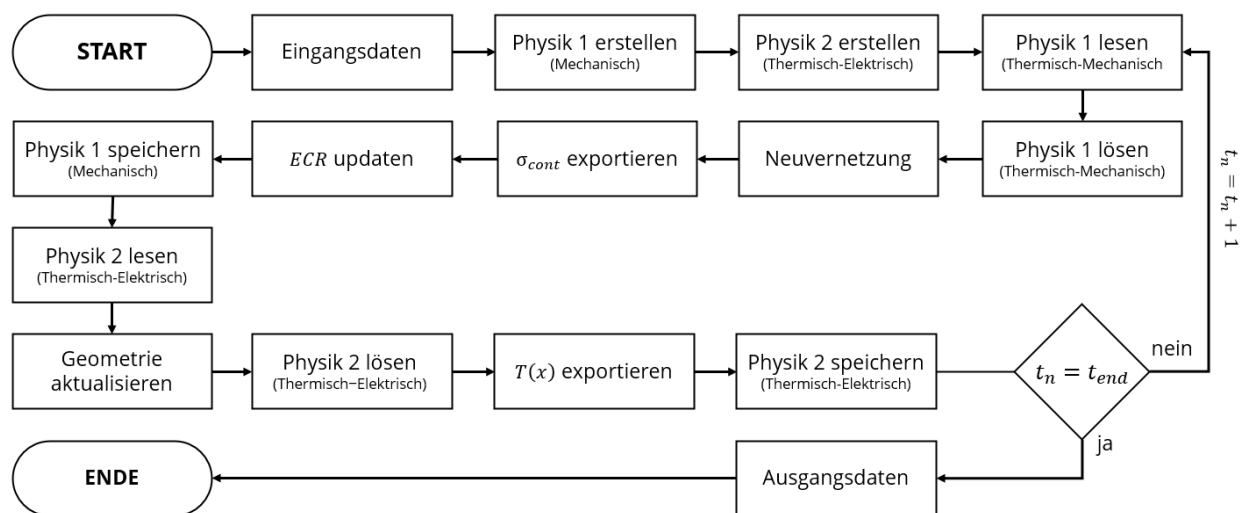 START
Eingangsdaten
Physik 1 erstellen
(Mechanisch)
Physik 2 erstellen
(Thermisch-Elektrisch)
Physik 1 lesen
(Thermisch-Mechanisch
Physik 1 lösen
(Thermisch-Mechanisch)
Neuvernetzung
σ_cont exportieren
ECR updaten
Physik 1 speichern
(Mechanisch)
Physik 2 lesen
(Thermisch-Elektrisch)
Geometrie
aktualisieren
Physik 2 lösen
(Thermisch−Elektrisch)
T(x) exportieren
Physik 2 speichern
(Thermisch-Elektrisch)
t_n = t_end
nein
t_n = t_n + 1
ja
Ausgangsdaten
ENDE